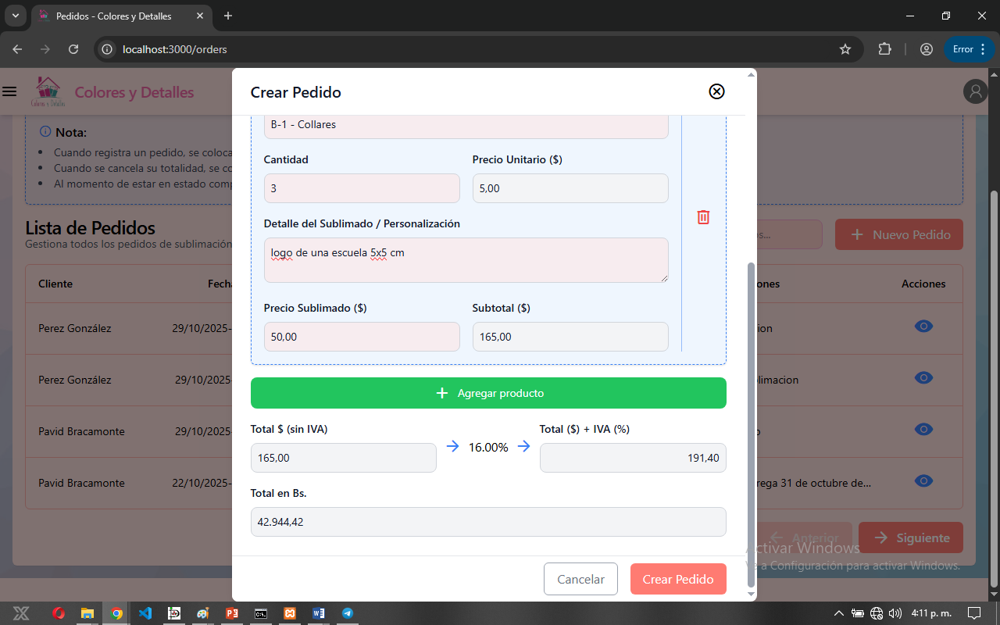 Pedidos - Colores y Detalles
localhost:3000/orders
Error
Colores y Detalles
Colores y Detalles
Crear Pedido
Nota:
Cuando registra un pedido, se coloca
Cuando se cancela su totalidad, se co
Al momento de estar en estado comp
Lista de Pedidos
Gestiona todos los pedidos de sublimación
s...
Nuevo Pedido
Cliente
Fecha
ones
Acciones
Perez González
29/10/2025-
ion
Perez González
29/10/2025-
limacion
Pavid Bracamonte
29/10/2025-
o
Pavid Bracamonte
22/10/2025-
rega 31 de octubre de...
Anterior
Siguiente
B-1 - Collares
Cantidad
Precio Unitario ($)
3
5,00
Detalle del Sublimado / Personalización
logo de una escuela 5x5 cm
Precio Sublimado ($)
Subtotal ($)
50,00
165,00
Agregar producto
Total $ (sin IVA)
Total ($) + IVA (%)
165,00
16.00%
191,40
Total en Bs.
42.944,42
Cancelar
Crear Pedido
Activar Windows
Ve a Configuración para activar Windows.
4:11 p. m.